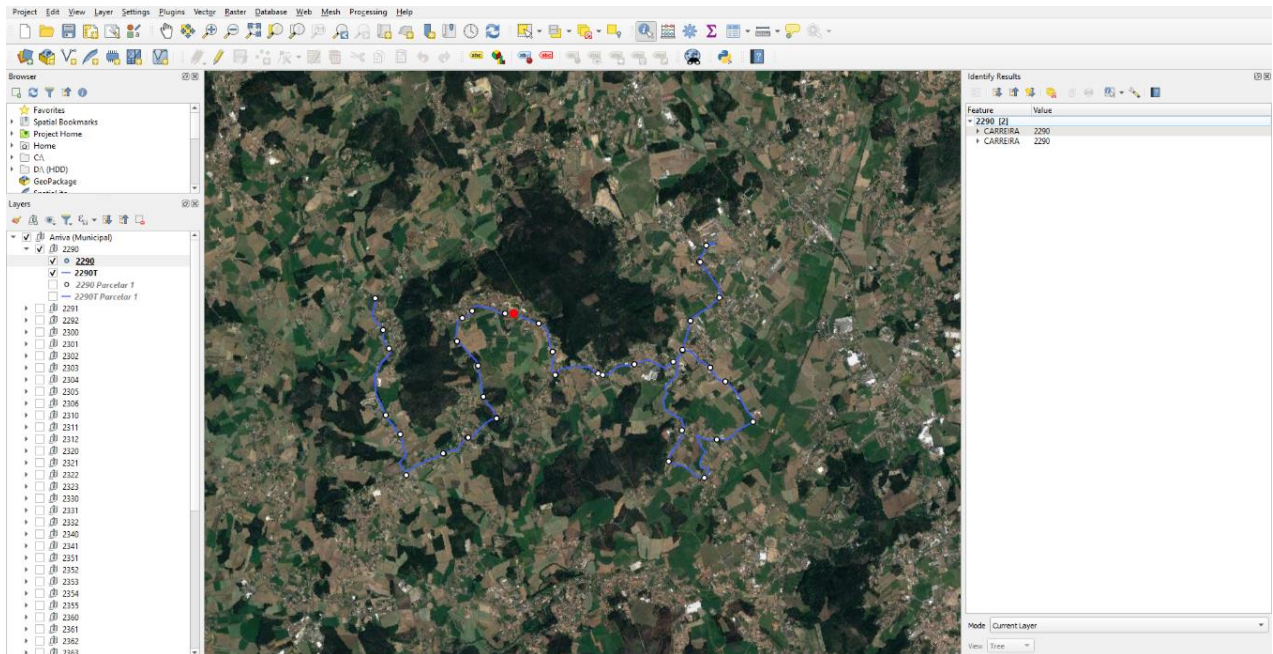 Project Edit View Layer Settings Plugins Vector Raster Database Web Mesh Processing Help
Browser
Favorites
Spatial Bookmarks
Project Home
Home
C:\
D:\ (HDD)
GeoPackage
SpatiaLite
Layers
Arriva (Municipal)
2290
2290
2290T
2290 Parcelar 1
2290T Parcelar 1
2291
2292
2300
2301
2302
2303
2304
2305
2306
2310
2311
2312
2320
2321
2322
2323
2330
2331
2332
2340
2341
2351
2352
2353
2354
2355
2360
2361
2362
2363
Identify Results
Feature Value
2290 [2]
CARREIRA 2290
CARREIRA 2290
Mode Current Layer
View Tree